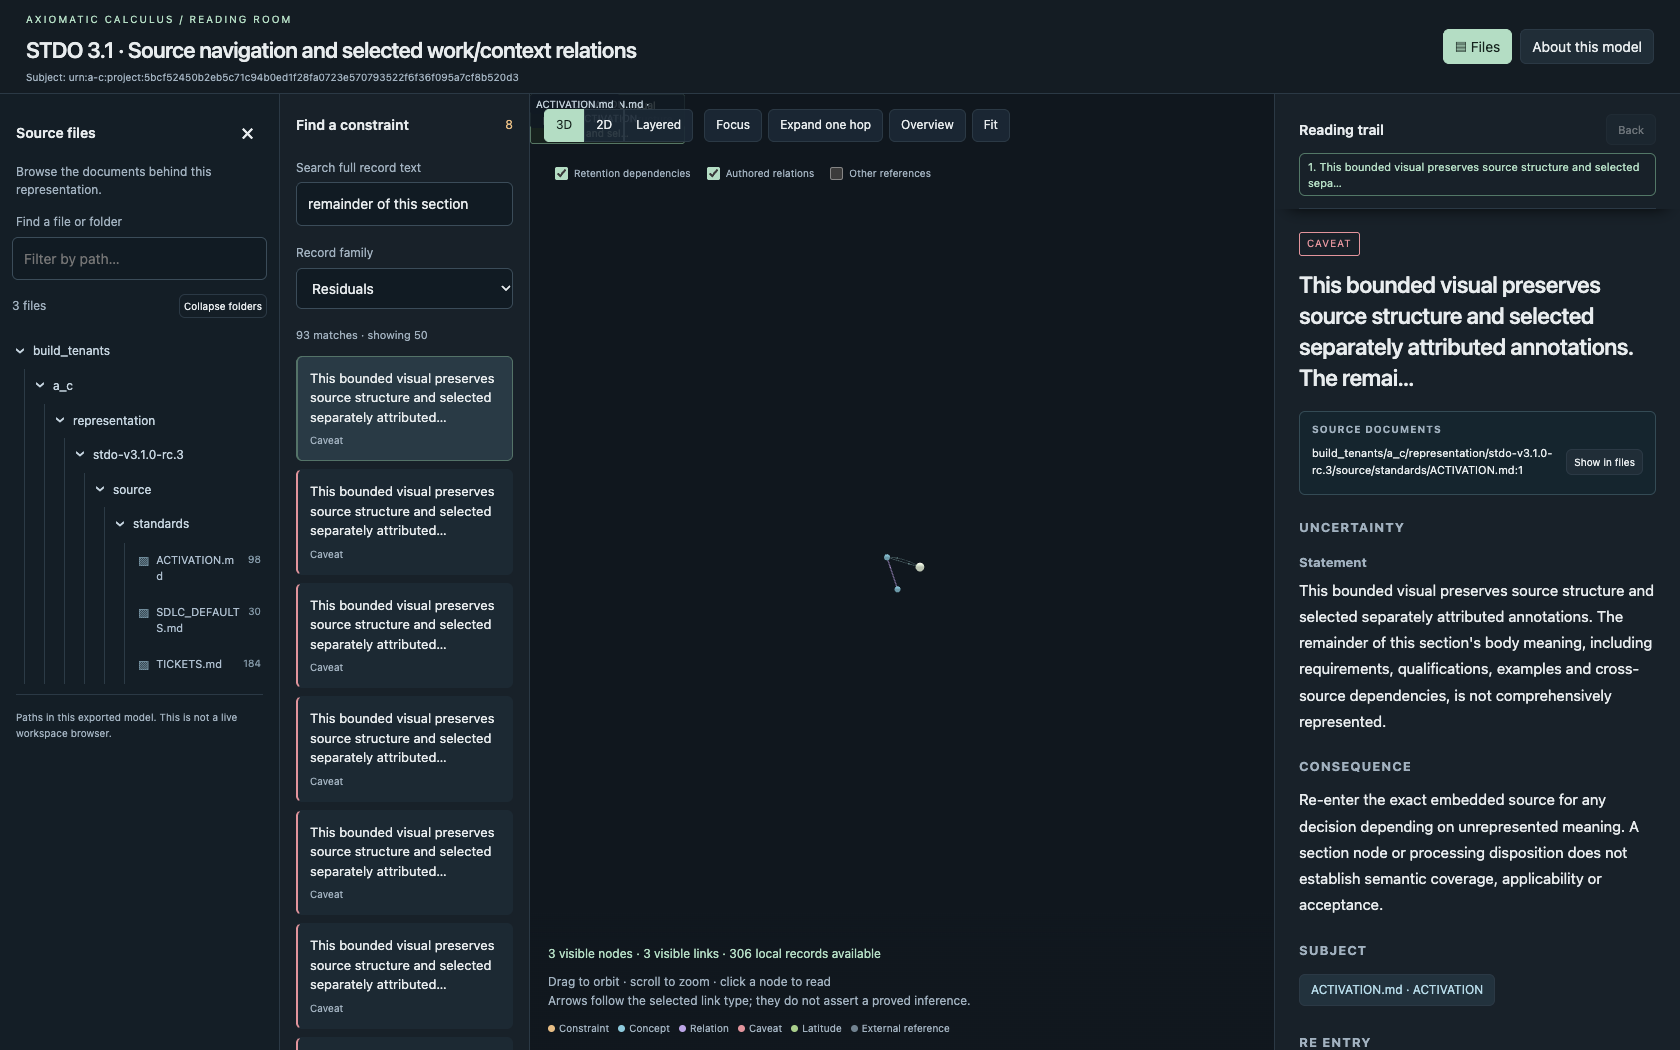 AXIOMATIC CALCULUS / READING ROOM
STDO 3.1 · Source navigation and selected work/context relations
Subject: urn:a-c:project:5bcf52450b2eb5c71c94b0ed1f28fa0723e570793522f6f36f095a7cf8b520d3
Files
About this model
Source files
Browse the documents behind this
representation.
Find a file or folder
Filter by path...
3 files
Collapse folders
build_tenants
a_c
representation
stdo-v3.1.0-rc.3
source
standards
ACTIVATION.m
d
98
SDLC_DEFAULT
S.md
30
TICKETS.md
184
Paths in this exported model. This is not a live
workspace browser.
Find a constraint
8
Search full record text
remainder of this section
Record family
Residuals
93 matches · showing 50
This bounded visual preserves
source structure and selected
separately attributed...
Caveat
This bounded visual preserves
source structure and selected
separately attributed...
Caveat
This bounded visual preserves
source structure and selected
separately attributed...
Caveat
This bounded visual preserves
source structure and selected
separately attributed...
Caveat
This bounded visual preserves
source structure and selected
separately attributed...
Caveat
This bounded visual preserves
source structure and selected
separately attributed...
Caveat
ACTIVATION.md
3D
2D
Layered
Focus
Expand one hop
Overview
Fit
Retention dependencies
Authored relations
Other references
3 visible nodes · 3 visible links · 306 local records available
Drag to orbit · scroll to zoom · click a node to read
Arrows follow the selected link type; they do not assert a proved inference.
Constraint
Concept
Relation
Caveat
Latitude
External reference
Reading trail
Back
1. This bounded visual preserves source structure and selected
sepa...
CAVEAT
This bounded visual preserves
source structure and selected
separately attributed annotations.
The remai...
SOURCE DOCUMENTS
build_tenants/a_c/representation/stdo-v3.1.0-
rc.3/source/standards/ACTIVATION.md:1
Show in files
UNCERTAINTY
Statement
This bounded visual preserves source structure and
selected separately attributed annotations. The
remainder of this section's body meaning, including
requirements, qualifications, examples and cross-
source dependencies, is not comprehensively
represented.
CONSEQUENCE
Re-enter the exact embedded source for any
decision depending on unrepresented meaning. A
section node or processing disposition does not
establish semantic coverage, applicability or
acceptance.
SUBJECT
ACTIVATION.md · ACTIVATION
RE ENTRY